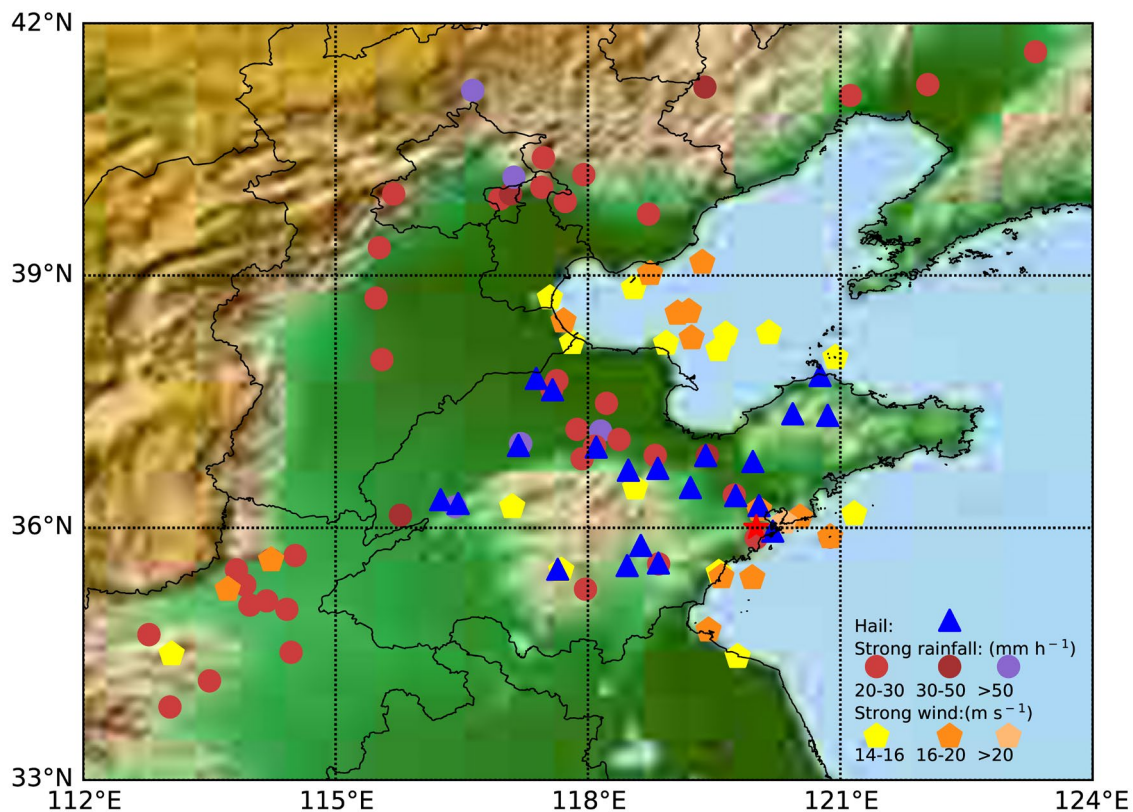 42°N
39°N
36°N
33°N
112°E 115°E 118°E 121°E 124°E
Hail:
Strong rainfall: (mm h⁻¹)
20-30 30-50 >50
Strong wind:(m s⁻¹)
14-16 16-20 >20